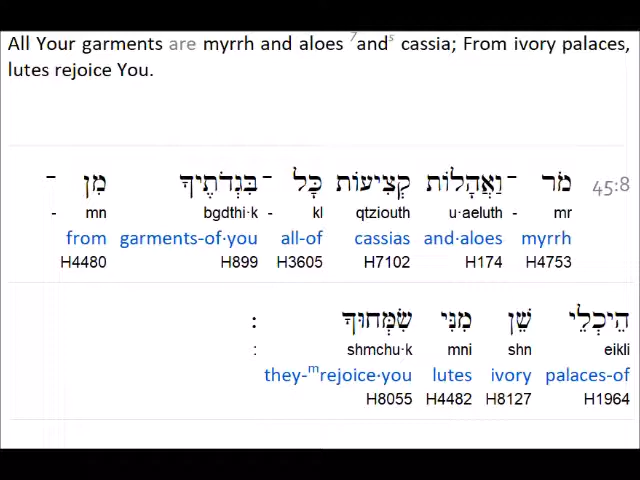 All Your garments are myrrh and aloes ⁷andˢ cassia; From ivory palaces,
lutes rejoice You.
45:8 מֹר־ וַאֲהָלוֹת קְצִיעוֹת כָּל־ בִּגְדֹתֶיךָ מִן־
mr - u·aeluth qtziouth kl - bgdthi·k mn -
myrrh and·aloes cassias all-of garments-of·you from
H4753 H174 H7102 H3605 H899 H4480
הֵיכְלֵי שֵׁן מִנִּי שִׂמְּחוּךָ :
eikli shn mni shmchu·k :
palaces-of ivory lutes they-ᵐrejoice·you
H1964 H8127 H4482 H8055